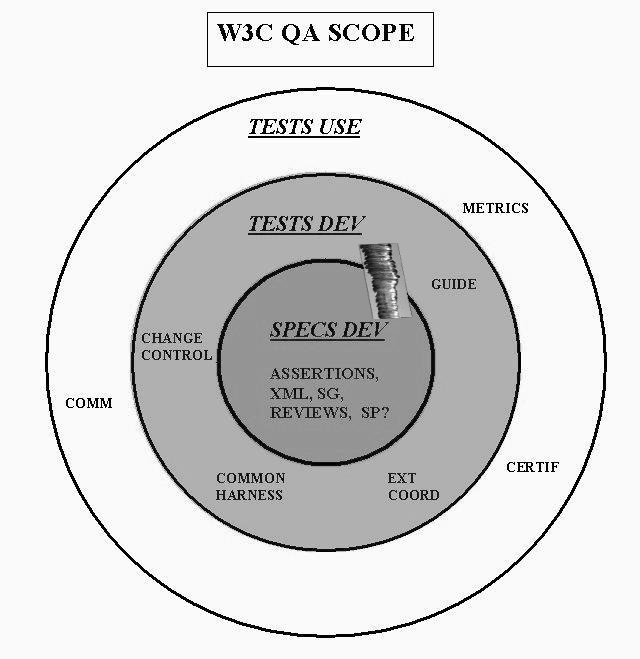 W3C QA SCOPE
TESTS USE
METRICS
TESTS DEV
GUIDE
SPECS DEV
CHANGE
CONTROL
ASSERTIONS,
XML, SG,
REVIEWS, SP?
COMM
COMMON
HARNESS
EXT
COORD
CERTIF